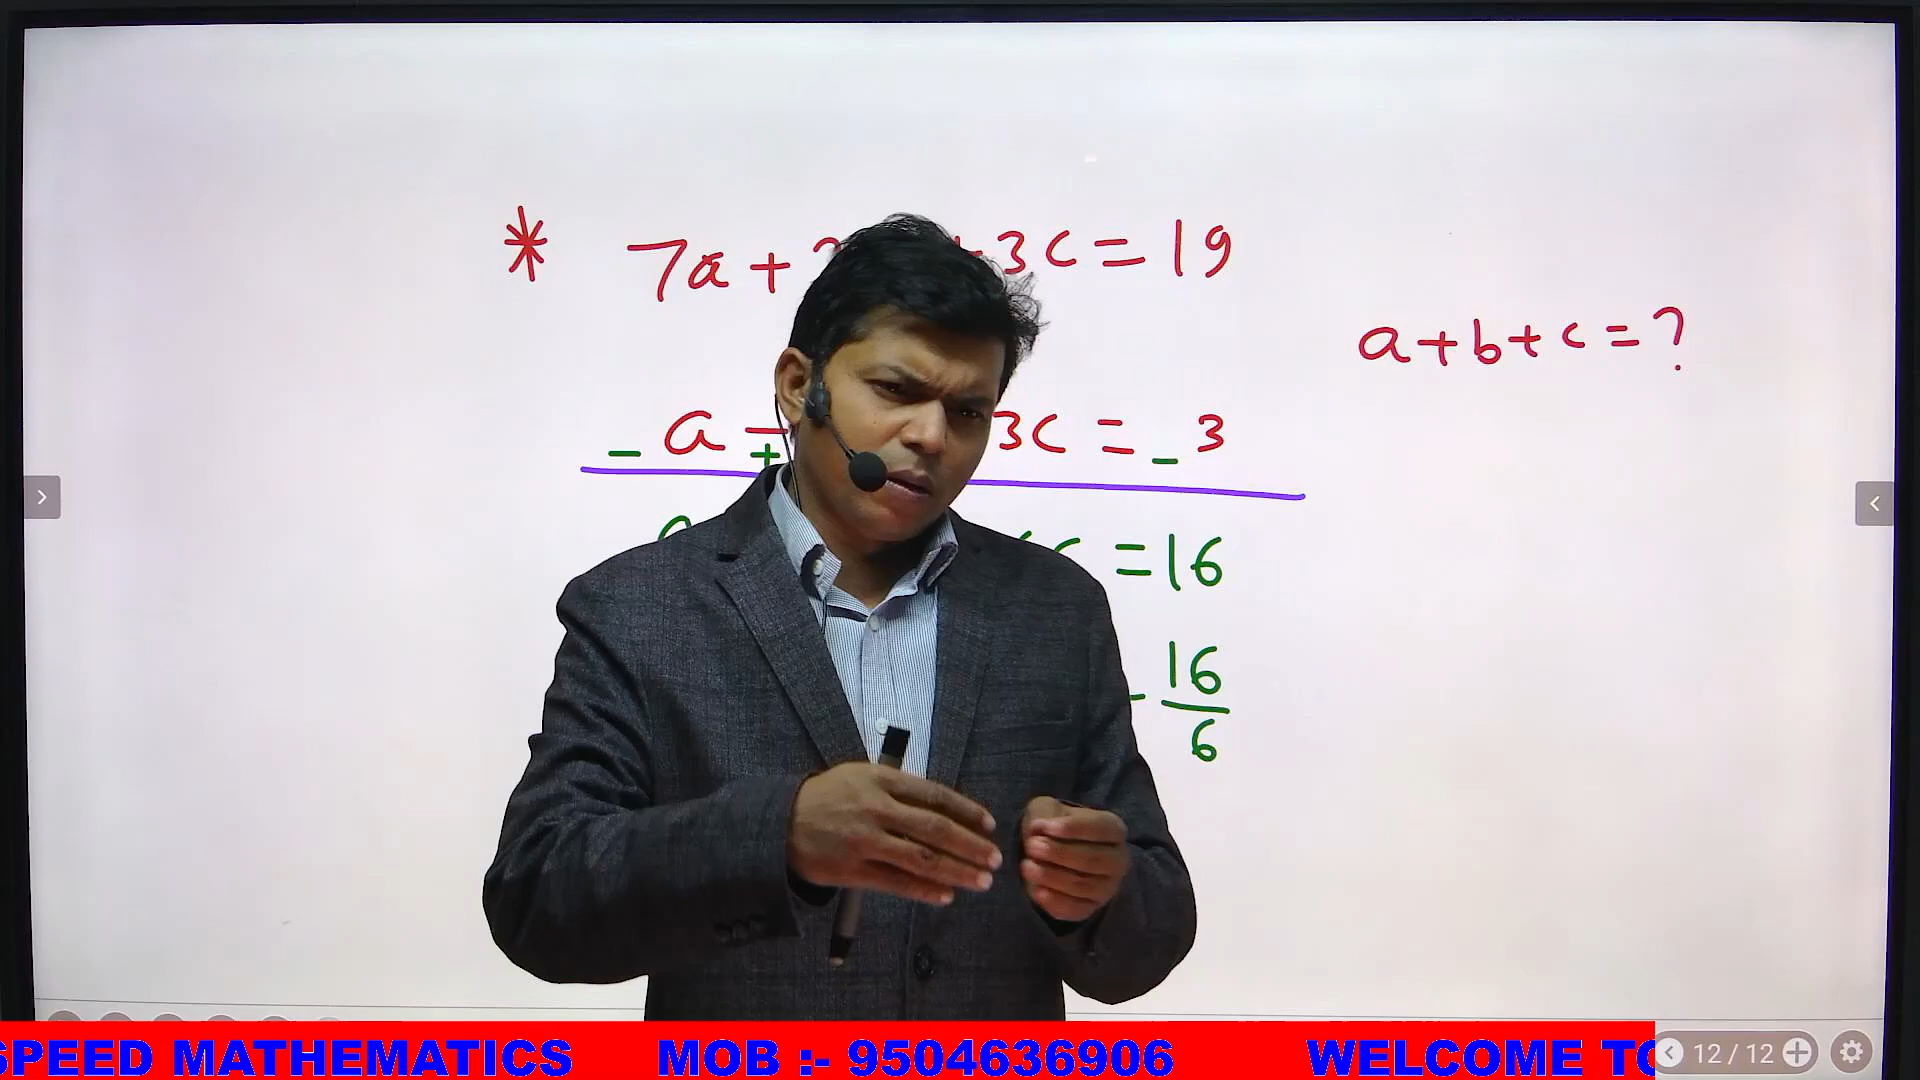 * 7a + +3c = 19
a+b+c = ?
- a - 3c = - 3
+
= 16
16
6
SPEED MATHEMATICS MOB :- 9504636906 WELCOME TO
12 / 12